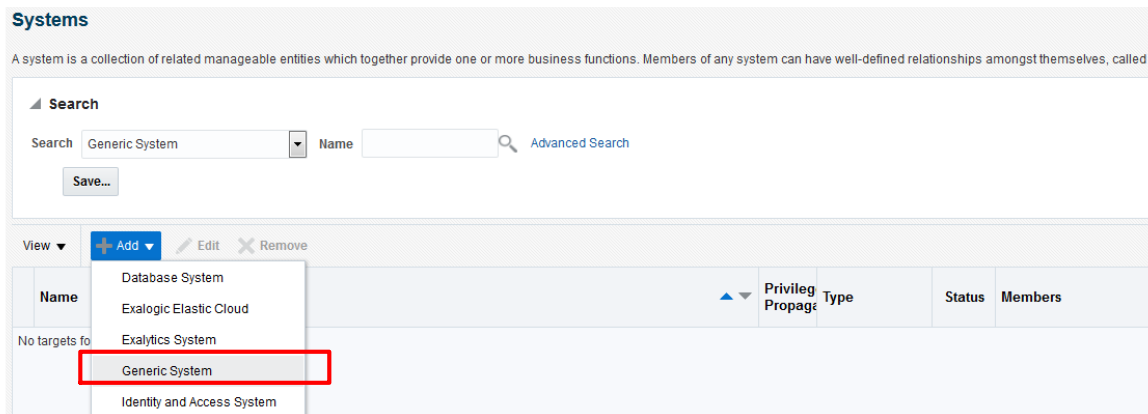 Systems
A system is a collection of related manageable entities which together provide one or more business functions. Members of any system can have well-defined relationships amongst themselves, called
Search
Search Generic System Name Advanced Search
Save...
View Add Edit Remove
Database System
Name Exalogic Elastic Cloud Privileg Propaga Type Status Members
No targets fo Exalytics System
Generic System
Identity and Access System